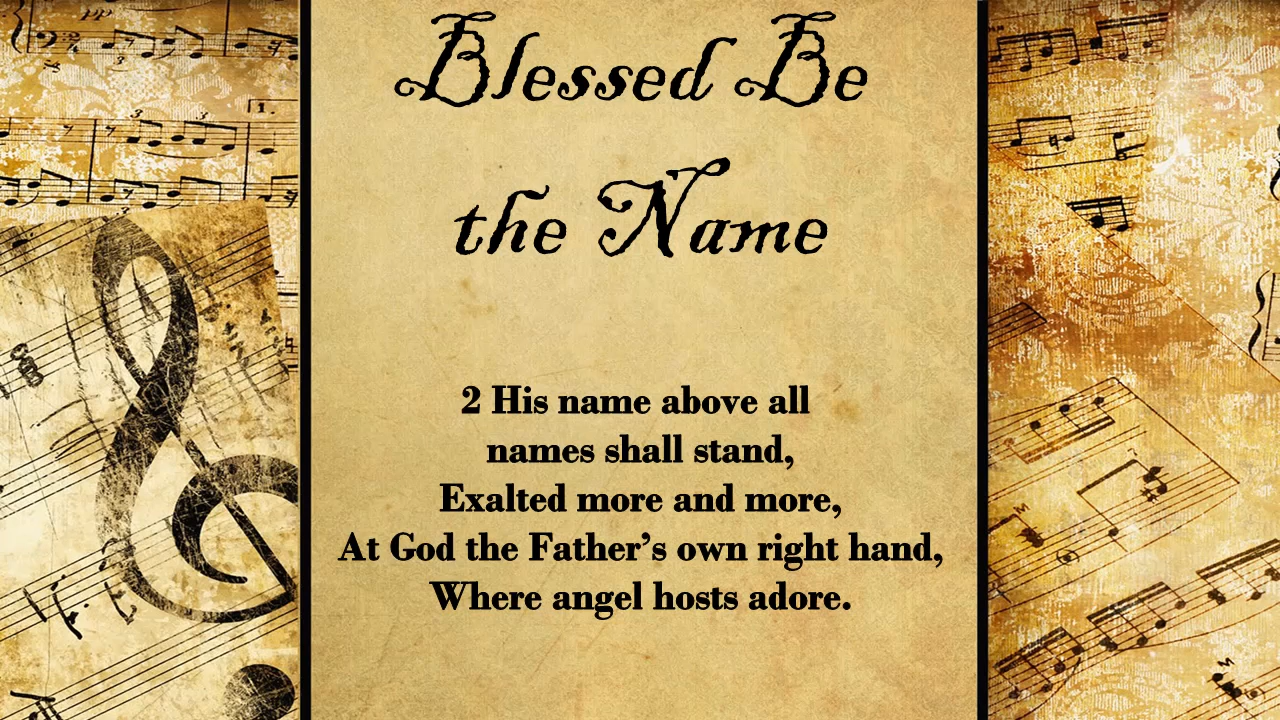 Blessed Be
the Name
2 His name above all
names shall stand,
Exalted more and more,
At God the Father’s own right hand,
Where angel hosts adore.